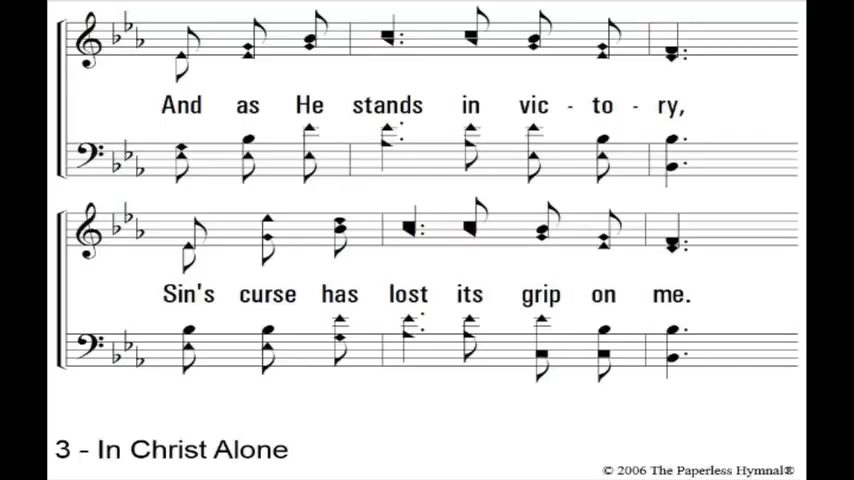 And as He stands in vic - to - ry,
Sin's curse has lost its grip on me.
3 - In Christ Alone
© 2006 The Paperless Hymnal®